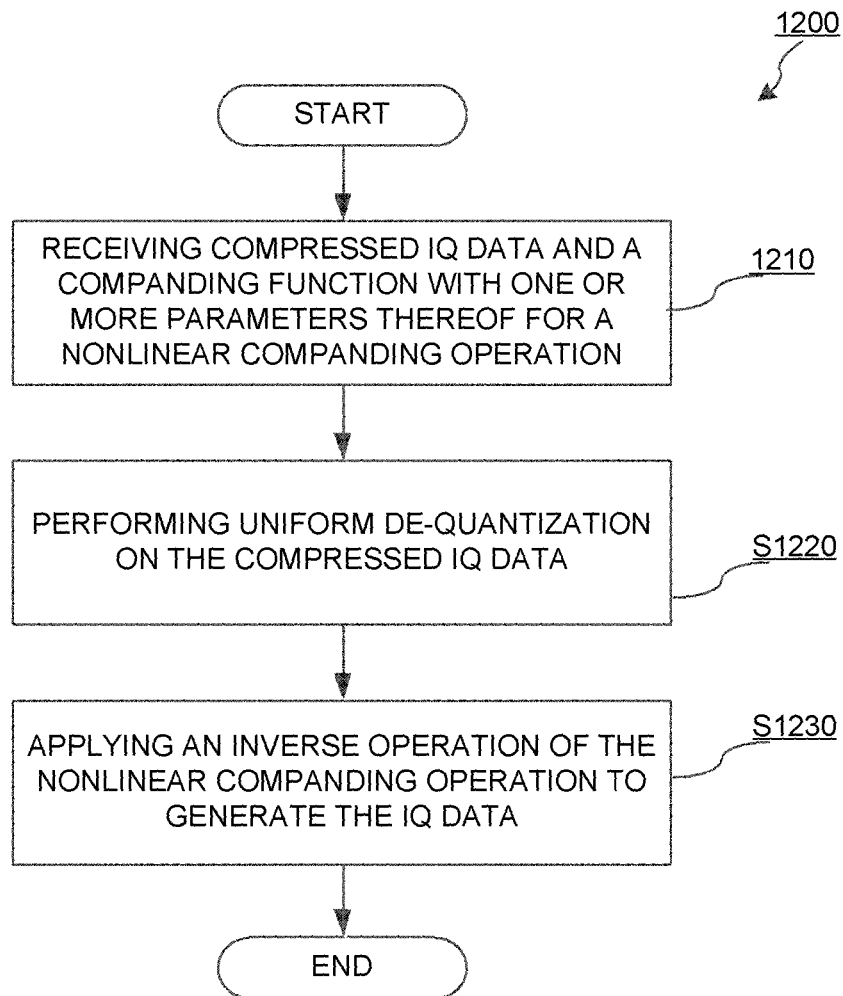 1200
START
RECEIVING COMPRESSED IQ DATA AND A
COMPANDING FUNCTION WITH ONE OR
MORE PARAMETERS THEREOF FOR A
NONLINEAR COMPANDING OPERATION
1210
PERFORMING UNIFORM DE-QUANTIZATION
ON THE COMPRESSED IQ DATA
S1220
APPLYING AN INVERSE OPERATION OF THE
NONLINEAR COMPANDING OPERATION TO
GENERATE THE IQ DATA
S1230
END